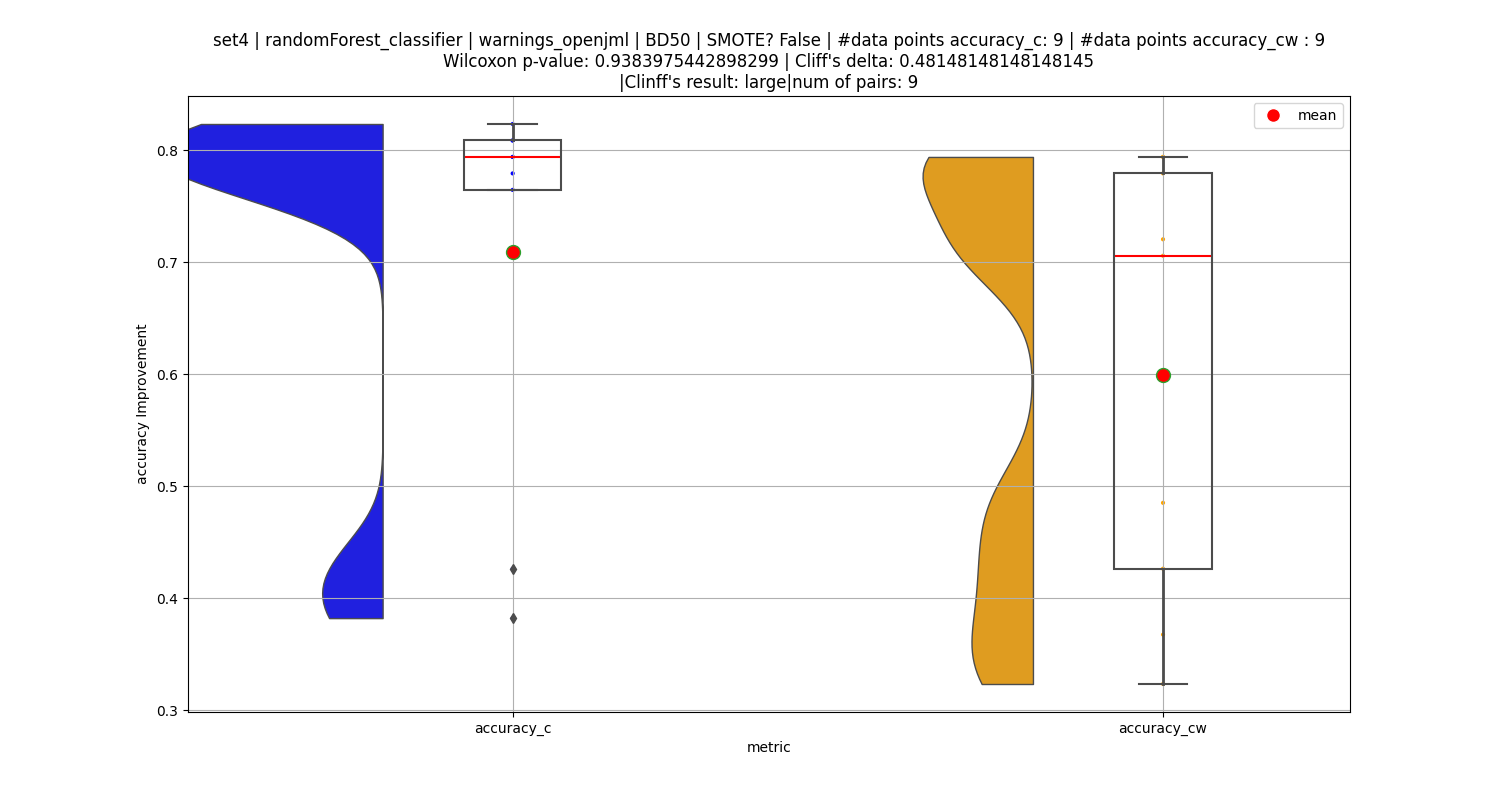 set4 | randomForest_classifier | warnings_openjml | BD50 | SMOTE? False | #data points accuracy_c: 9 | #data points accuracy_cw : 9
Wilcoxon p-value: 0.9383975442898299 | Cliff's delta: 0.48148148148148145
|Clinff's result: large|num of pairs: 9
mean
0.8
0.7
0.6
0.5
0.4
0.3
accuracy Improvement
accuracy_c
accuracy_cw
metric